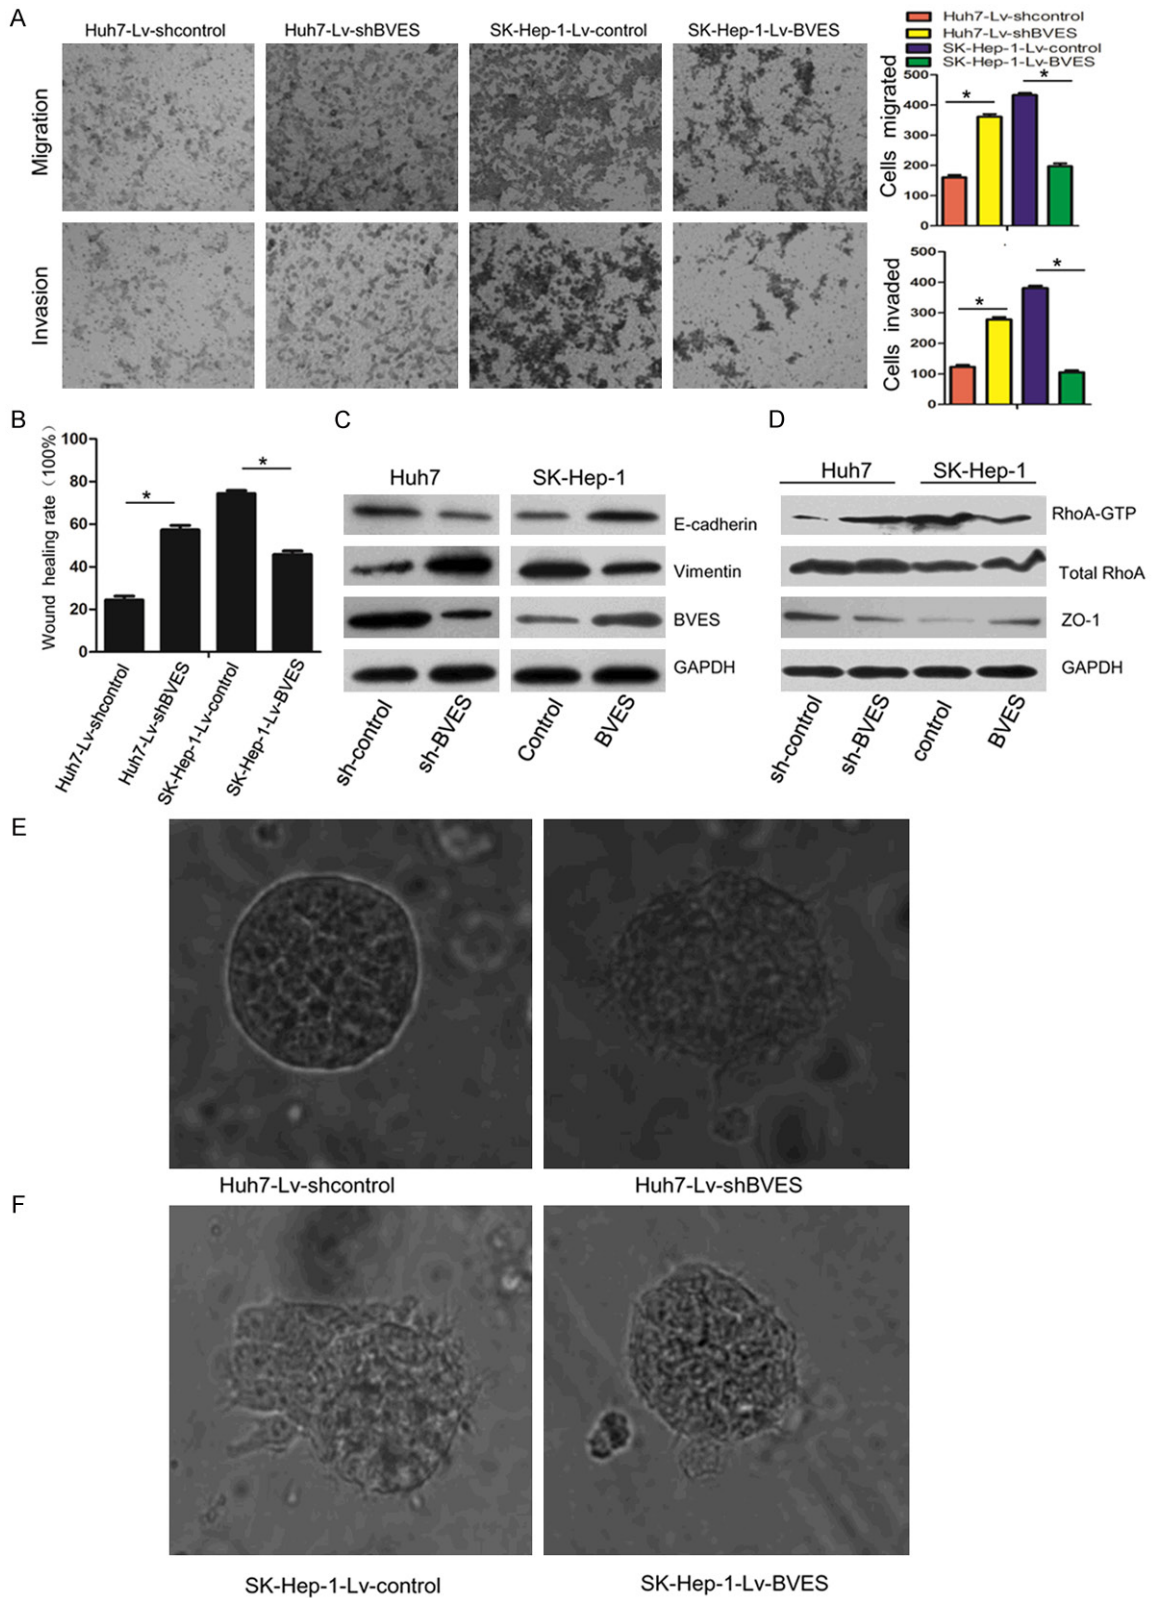 A
Huh7-Lv-shcontrol
Huh7-Lv-shBVES
SK-Hep-1-Lv-control
SK-Hep-1-Lv-BVES
Migration
Invasion
Huh7-Lv-shcontrol
Huh7-Lv-shBVES
SK-Hep-1-Lv-control
SK-Hep-1-Lv-BVES
Cells migrated
500
400
300
200
100
0
*
*
Cells invaded
500
400
300
200
100
0
*
*
B
Wound healing rate (100%)
100
80
60
40
20
0
*
*
Huh7-Lv-shcontrol
Huh7-Lv-shBVES
SK-Hep-1-Lv-control
SK-Hep-1-Lv-BVES
C
Huh7
SK-Hep-1
E-cadherin
Vimentin
BVES
GAPDH
sh-control
sh-BVES
Control
BVES
D
Huh7
SK-Hep-1
RhoA-GTP
Total RhoA
ZO-1
GAPDH
sh-control
sh-BVES
control
BVES
E
Huh7-Lv-shcontrol
Huh7-Lv-shBVES
F
SK-Hep-1-Lv-control
SK-Hep-1-Lv-BVES